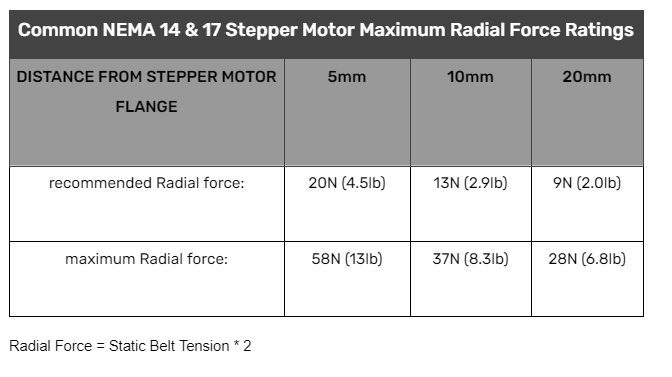 Common NEMA 14 & 17 Stepper Motor Maximum Radial Force Ratings
DISTANCE FROM STEPPER MOTOR FLANGE 5mm 10mm 20mm
recommended Radial force: 20N (4.5lb) 13N (2.9lb) 9N (2.0lb)
maximum Radial force: 58N (13lb) 37N (8.3lb) 28N (6.8lb)
Radial Force = Static Belt Tension * 2